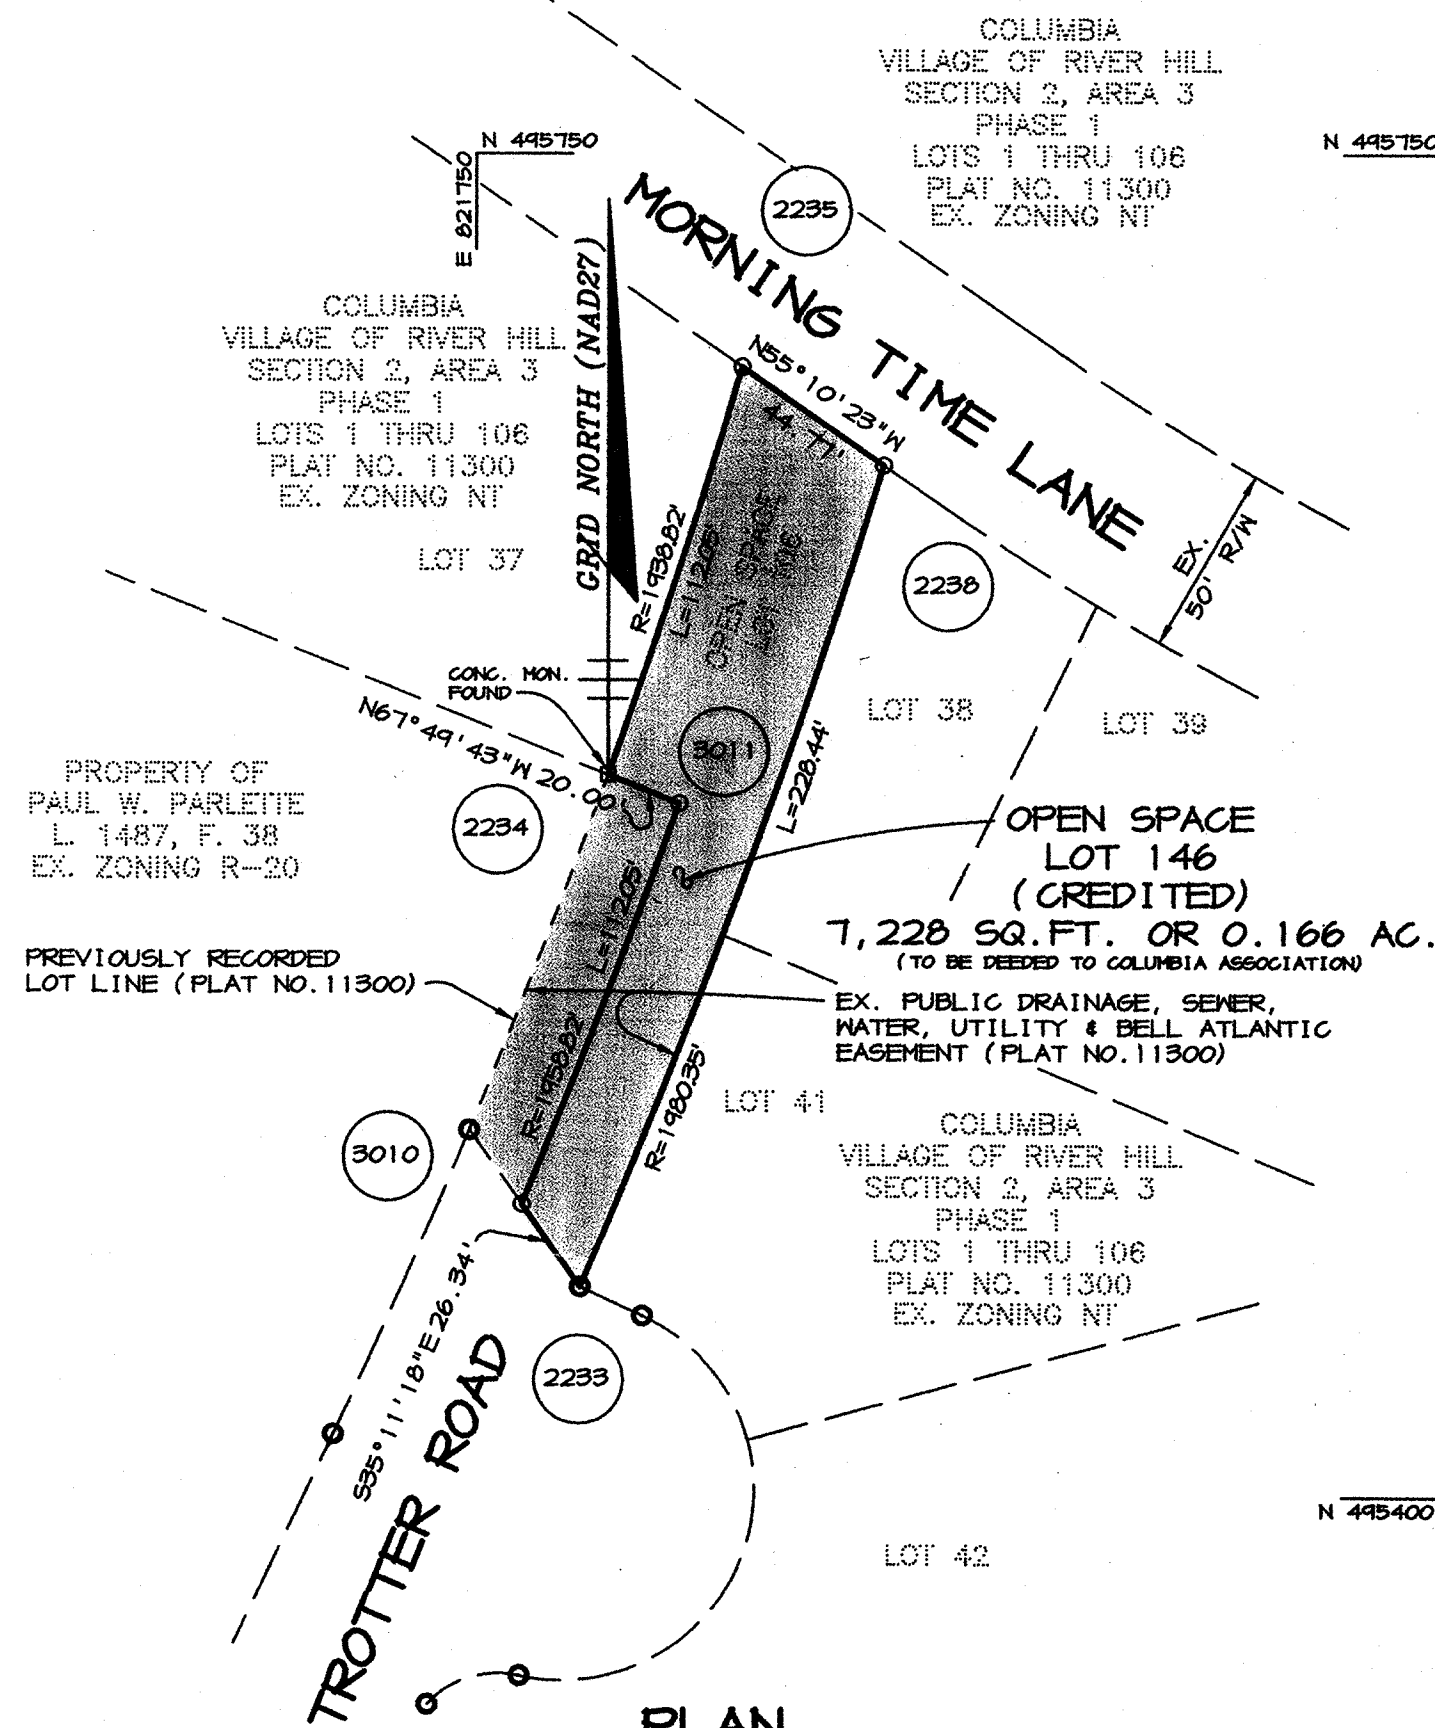 COLUMBIA
VILLAGE OF RIVER HILL
SECTION 2, AREA 3
PHASE 1
LOTS 1 THRU 106
PLAT NO. 11300
EX. ZONING NT
N 495750
E 821750
N 495750
2235
MORNING TIME LANE
GRID NORTH (NAD27)
COLUMBIA
VILLAGE OF RIVER HILL
SECTION 2, AREA 3
PHASE 1
LOTS 1 THRU 106
PLAT NO. 11300
EX. ZONING NT
LOT 37
N55°10'23"W
44.77'
R=1938.82'
L=112.05'
OPEN SPACE
EX.
50' R/W
2238
CONC. MON.
FOUND
N67°49'43"W 20.00'
LOT 38
LOT 39
3011
L=228.44'
PROPERTY OF
PAUL W. PARLETTE
L. 1487, F. 38
EX. ZONING R-20
2234
OPEN SPACE
LOT 146
(CREDITED)
7,228 SQ.FT. OR 0.166 AC.
(TO BE DEEDED TO COLUMBIA ASSOCIATION)
L=112.05'
PREVIOUSLY RECORDED
LOT LINE (PLAT NO.11300)
EX. PUBLIC DRAINAGE, SEWER,
WATER, UTILITY & BELL ATLANTIC
EASEMENT (PLAT NO.11300)
R=1958.82'
R=1980.35'
LOT 41
3010
COLUMBIA
VILLAGE OF RIVER HILL
SECTION 2, AREA 3
PHASE 1
LOTS 1 THRU 106
PLAT NO. 11300
EX. ZONING NT
S35°11'18"E 26.34'
2233
TROTTER ROAD
N 495400
LOT 42
PLAN